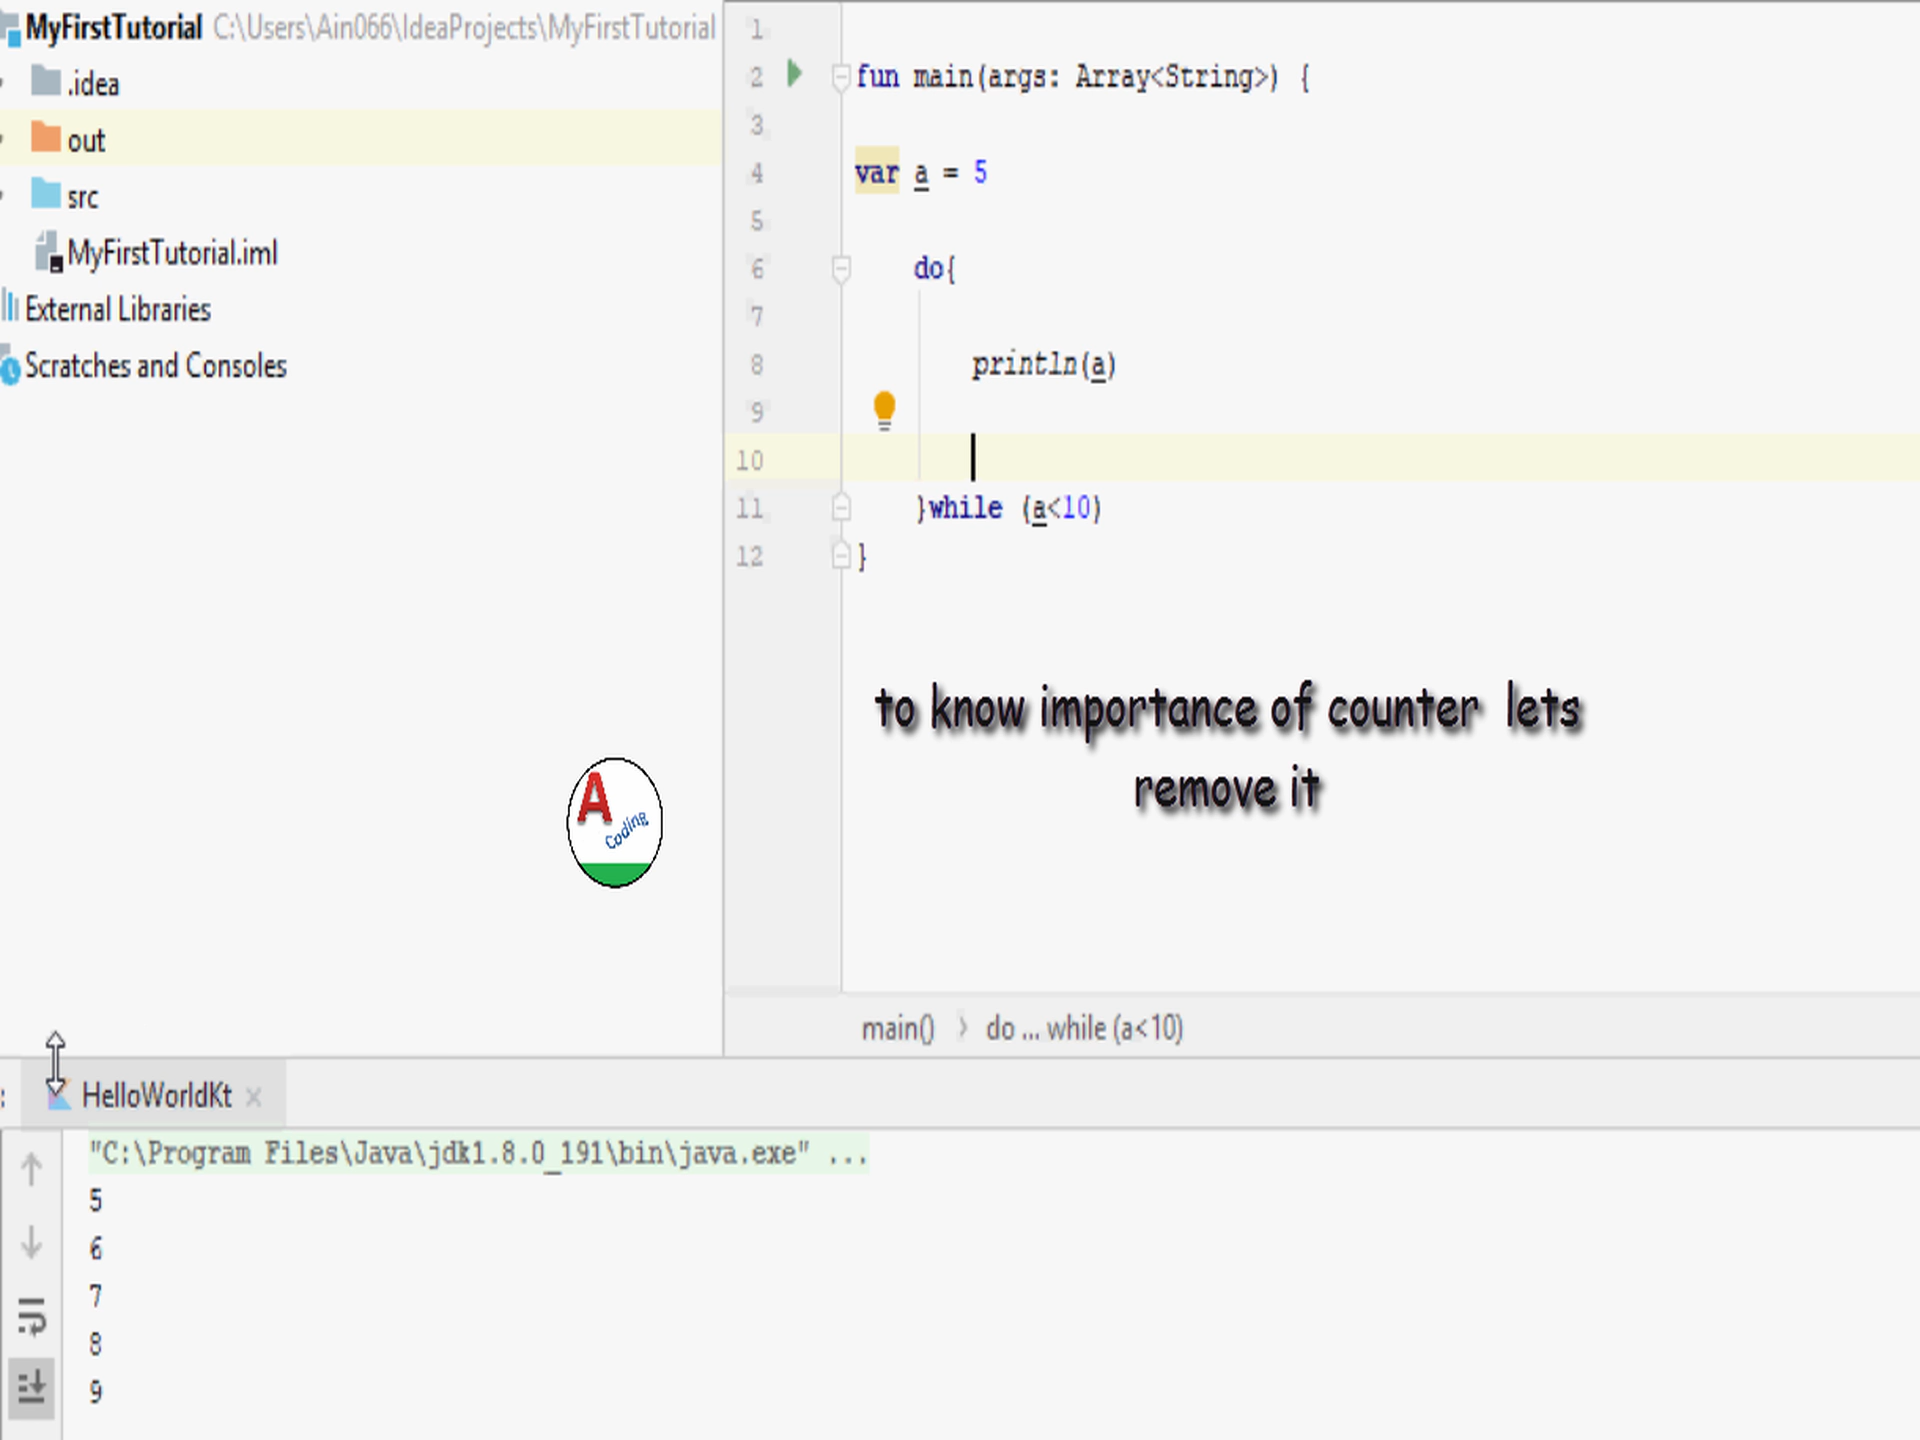 MyFirstTutorial C:\Users\Ain066\IdeaProjects\MyFirstTutorial
.idea
out
src
MyFirstTutorial.iml
External Libraries
Scratches and Consoles
1
2 fun main(args: Array<String>) {
3
4 var a = 5
5
6 do{
7
8 println(a)
9
10
11 }while (a<10)
12 }
to know importance of counter lets
remove it
A
Coding
main() › do ... while (a<10)
: HelloWorldKt ×
"C:\Program Files\Java\jdk1.8.0_191\bin\java.exe" ...
5
6
7
8
9